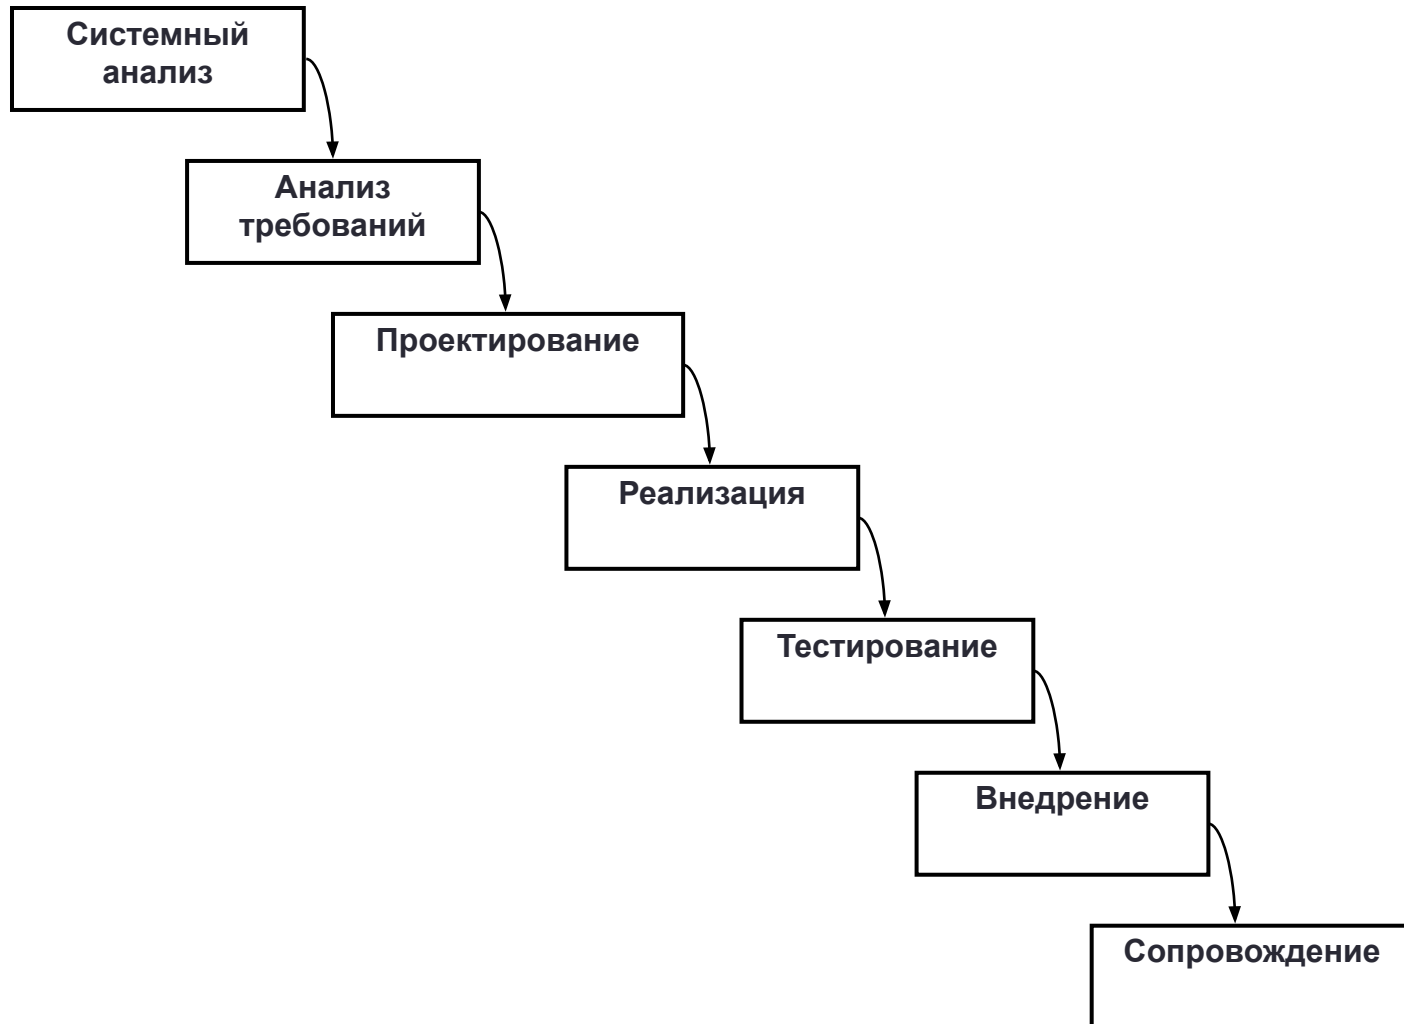 Системный
анализ
Анализ
требований
Проектирование
Реализация
Тестирование
Внедрение
Сопровождение